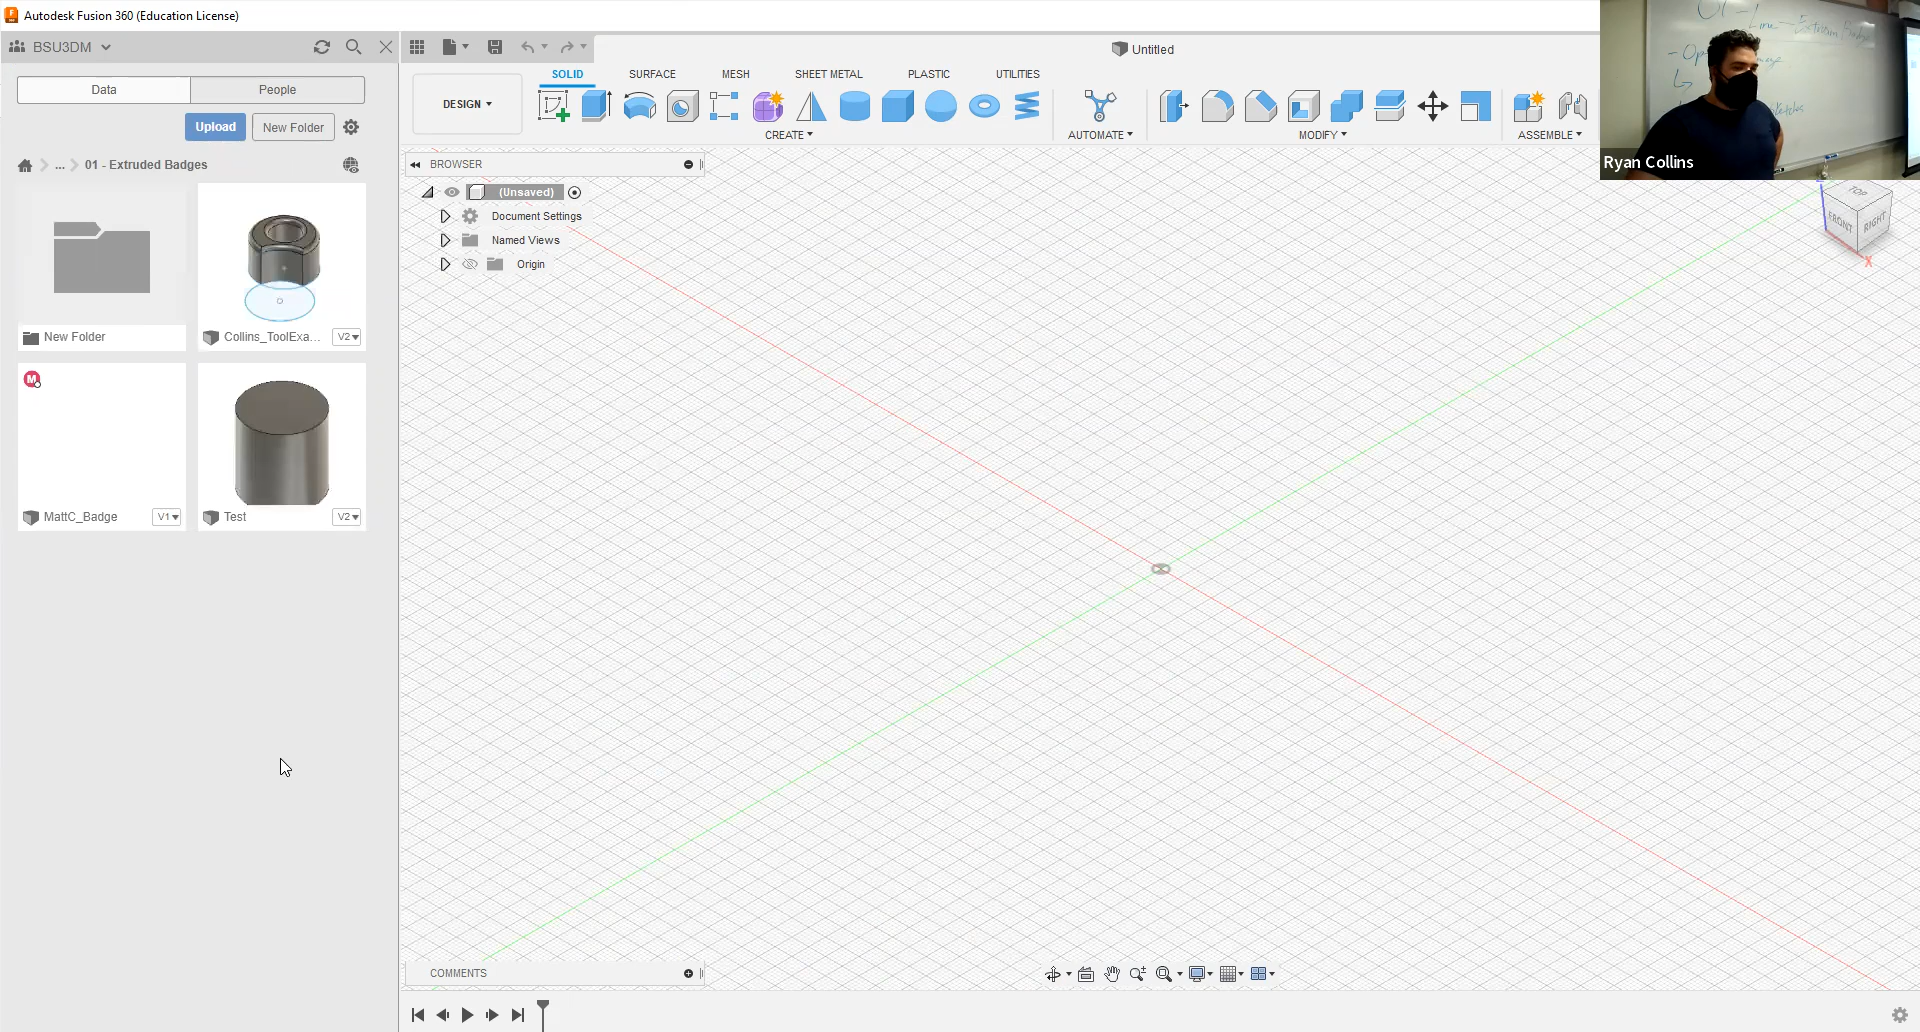 Autodesk Fusion 360 (Education License)
BSU3DM
Untitled
Data
People
SOLID
SURFACE
MESH
SHEET METAL
PLASTIC
UTILITIES
DESIGN
Upload
New Folder
CREATE
AUTOMATE
MODIFY
ASSEMBLE
... 01 - Extruded Badges
BROWSER
(Unsaved)
Document Settings
Named Views
Origin
Ryan Collins
TOP
FRONT
RIGHT
X
New Folder
Collins_ToolExa...
V2
M
MattC_Badge
V1
Test
V2
COMMENTS